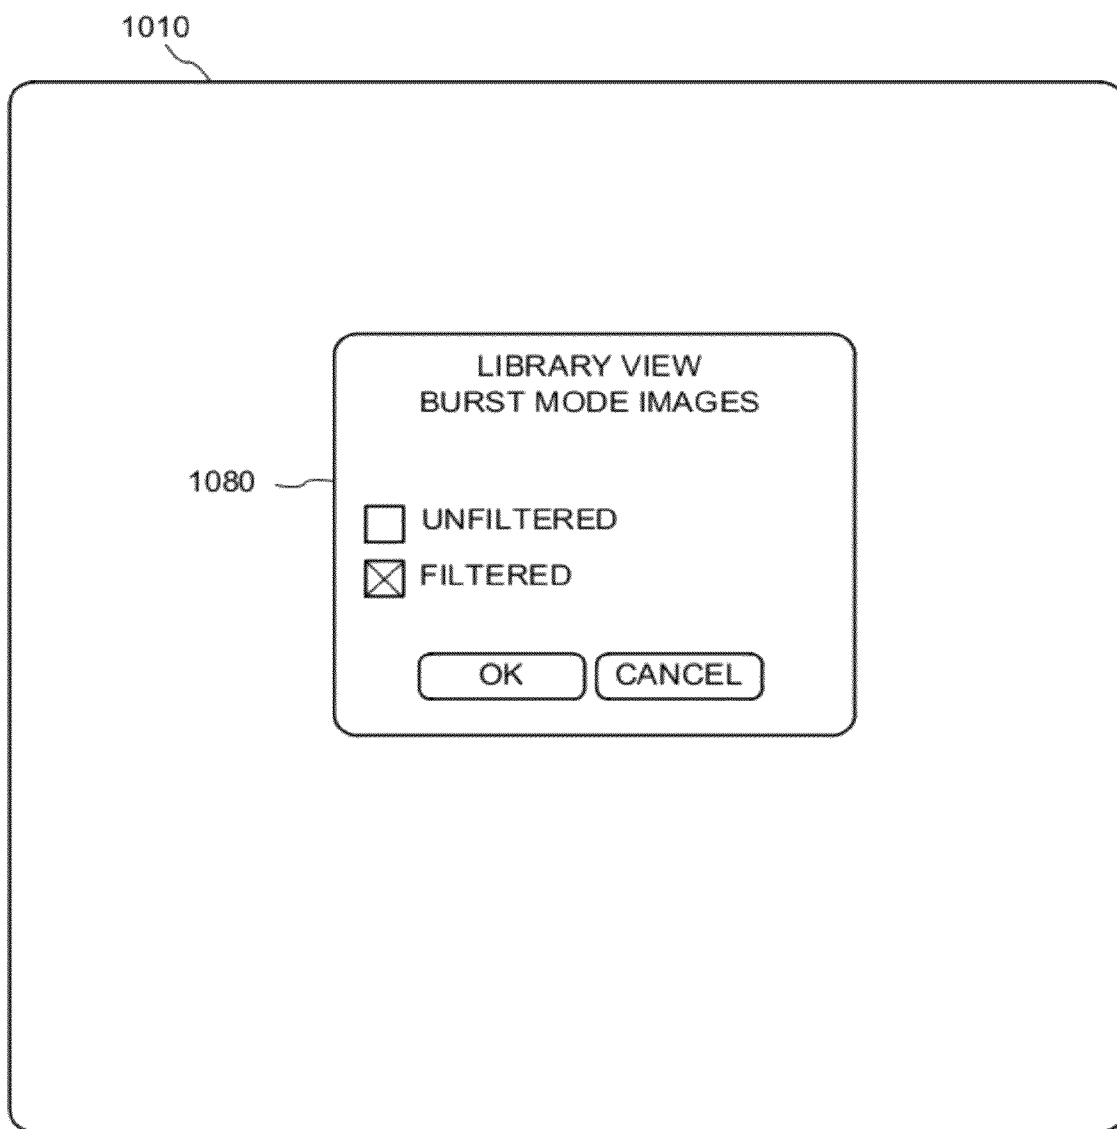 1010
LIBRARY VIEW
BURST MODE IMAGES
1080
UNFILTERED
FILTERED
OK CANCEL